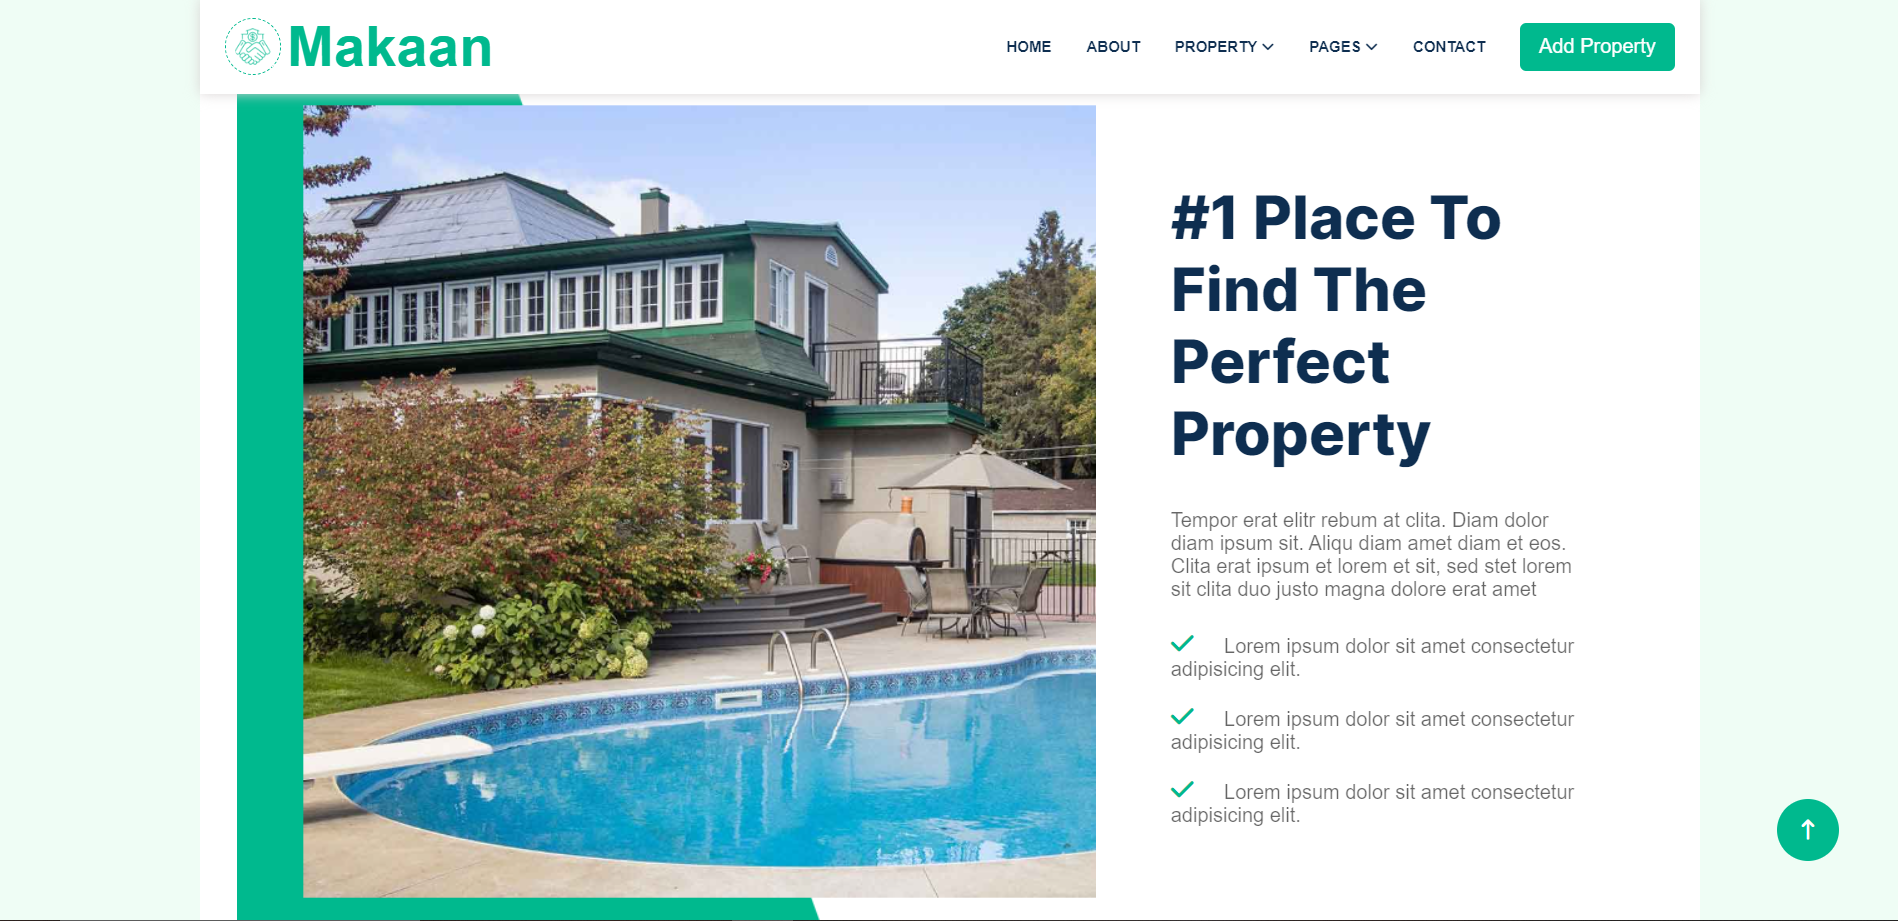 Makaan
HOME ABOUT PROPERTY PAGES CONTACT Add Property
#1 Place To
Find The
Perfect
Property
Tempor erat elitr rebum at clita. Diam dolor
diam ipsum sit. Aliqu diam amet diam et eos.
Clita erat ipsum et lorem et sit, sed stet lorem
sit clita duo justo magna dolore erat amet
Lorem ipsum dolor sit amet consectetur
adipisicing elit.
Lorem ipsum dolor sit amet consectetur
adipisicing elit.
Lorem ipsum dolor sit amet consectetur
adipisicing elit.